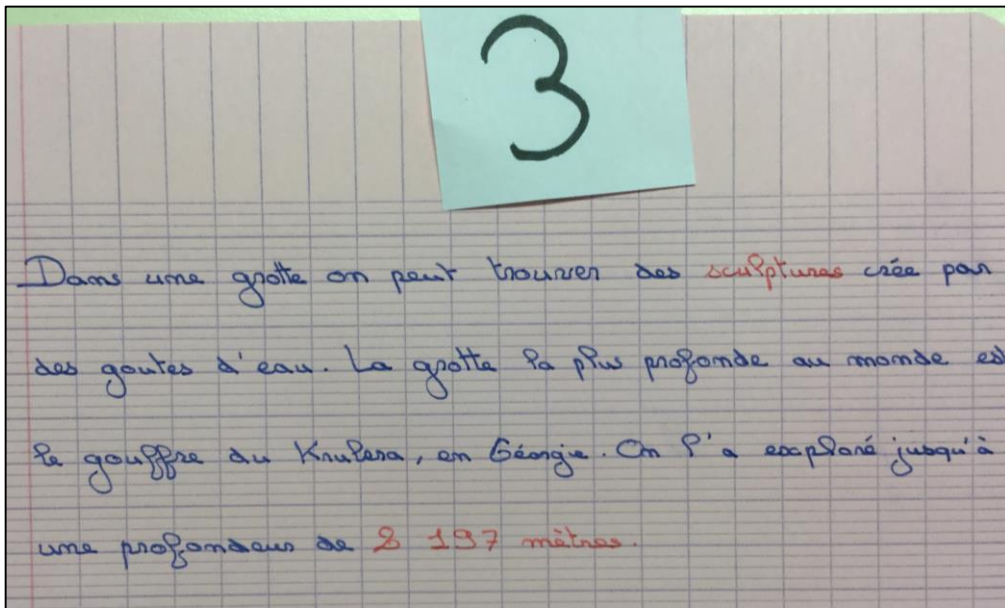 3
Dans une grotte on peut trouver des sculptures crée par
des goutes d'eau. La grotte la plus profonde au monde est
le gouffre du Krulera, en Géorgie. On l'a exploré jusqu'à
une profondeur de 2 197 mètres.